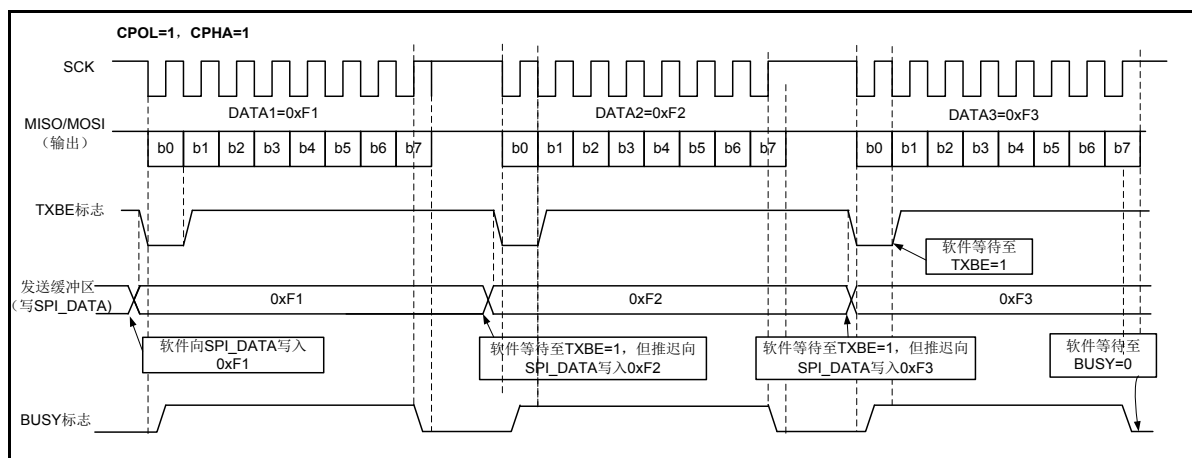 CPOL=1，CPHA=1
SCK
DATA1=0xF1 DATA2=0xF2 DATA3=0xF3
MISO/MOSI
（输出）
b0 b1 b2 b3 b4 b5 b6 b7 b0 b1 b2 b3 b4 b5 b6 b7 b0 b1 b2 b3 b4 b5 b6 b7
TXBE标志
软件等待至
TXBE=1
发送缓冲区
（写SPI_DATA)
0xF1 0xF2 0xF3
软件向SPI_DATA写入
0xF1
软件等待至TXBE=1，但推迟向
SPI_DATA写入0xF2
软件等待至TXBE=1，但推迟向
SPI_DATA写入0xF3
软件等待至
BUSY=0
BUSY标志